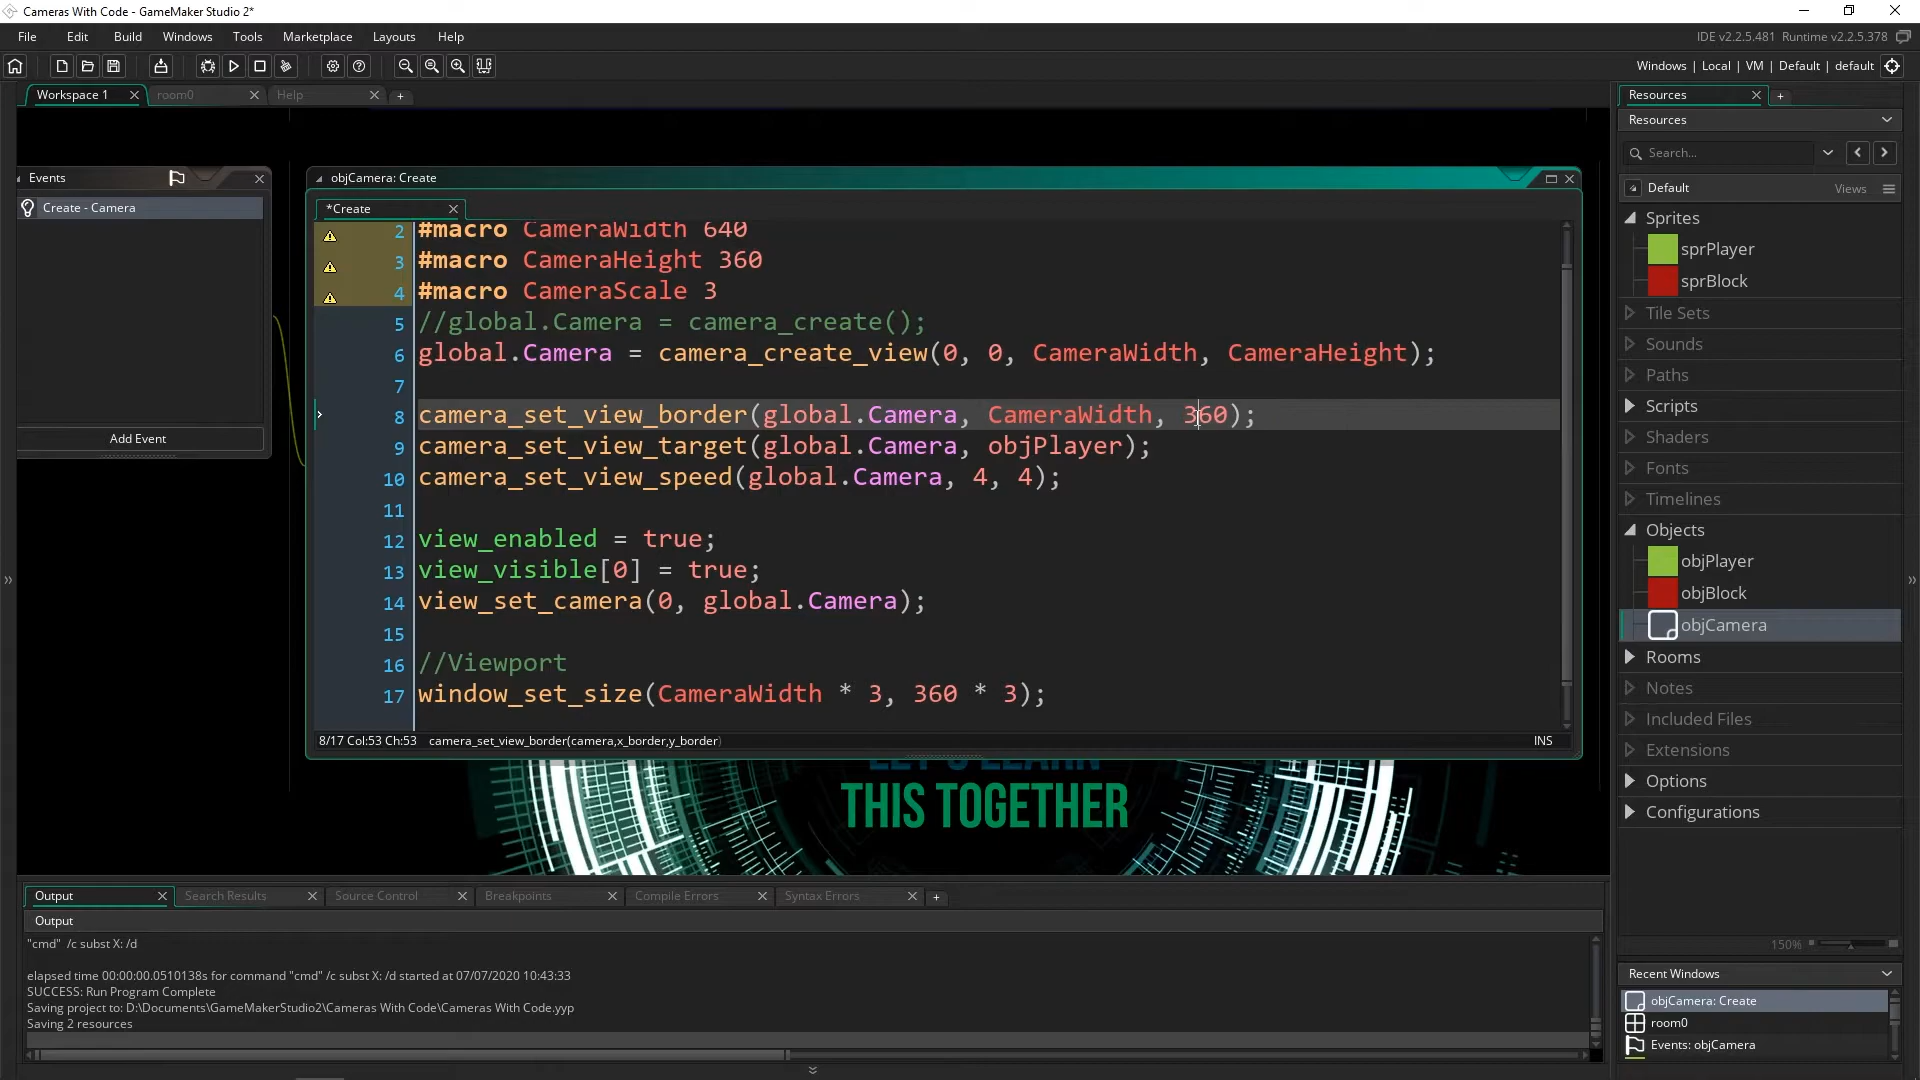 Cameras With Code - GameMaker Studio 2*
File Edit Build Windows Tools Marketplace Layouts Help
IDE v2.2.5.481 Runtime v2.2.5.378
Windows | Local | VM | Default | default
Workspace 1
room0
Help
Events
Create - Camera
Add Event
objCamera: Create
*Create
2 #macro CameraWidth 640
3 #macro CameraHeight 360
4 #macro CameraScale 3
5 //global.Camera = camera_create();
6 global.Camera = camera_create_view(0, 0, CameraWidth, CameraHeight);
7
8 camera_set_view_border(global.Camera, CameraWidth, 360);
9 camera_set_view_target(global.Camera, objPlayer);
10 camera_set_view_speed(global.Camera, 4, 4);
11
12 view_enabled = true;
13 view_visible[0] = true;
14 view_set_camera(0, global.Camera);
15
16 //Viewport
17 window_set_size(CameraWidth * 3, 360 * 3);
8/17 Col:53 Ch:53 camera_set_view_border(camera,x_border,y_border)
INS
LET'S LEARN
THIS TOGETHER
Output
Search Results
Source Control
Breakpoints
Compile Errors
Syntax Errors
Output
"cmd" /c subst X: /d
elapsed time 00:00:00.0510138s for command "cmd" /c subst X: /d started at 07/07/2020 10:43:33
SUCCESS: Run Program Complete
Saving project to: D:\Documents\GameMakerStudio2\Cameras With Code\Cameras With Code.yyp
Saving 2 resources
Resources
Resources
Search...
Default
Views
Sprites
sprPlayer
sprBlock
Tile Sets
Sounds
Paths
Scripts
Shaders
Fonts
Timelines
Objects
objPlayer
objBlock
objCamera
Rooms
Notes
Included Files
Extensions
Options
Configurations
150%
Recent Windows
objCamera: Create
room0
Events: objCamera